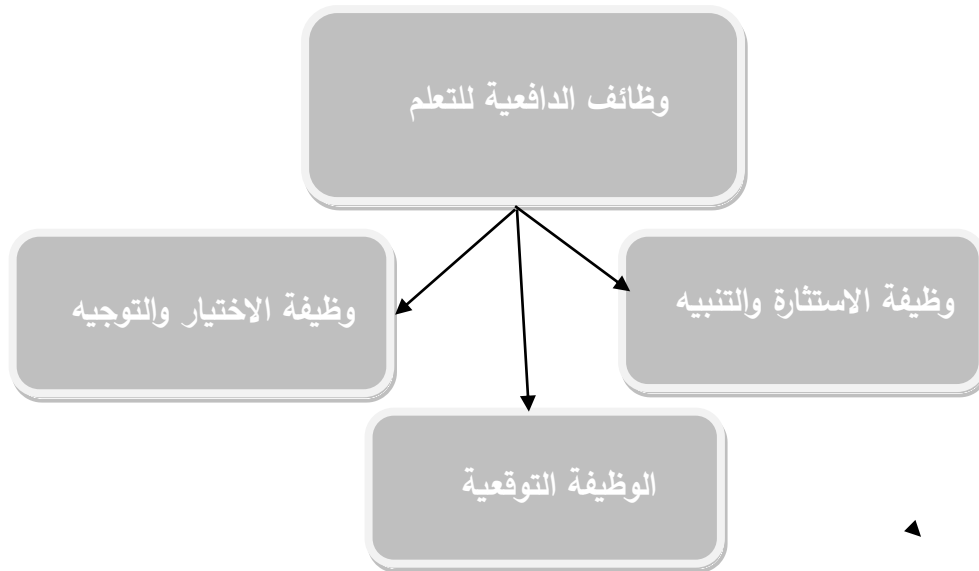 وظائف الدافعية للتعلم
وظيفة الاستثارة والتنبيه
وظيفة الاختيار والتوجيه
الوظيفة التوقعية